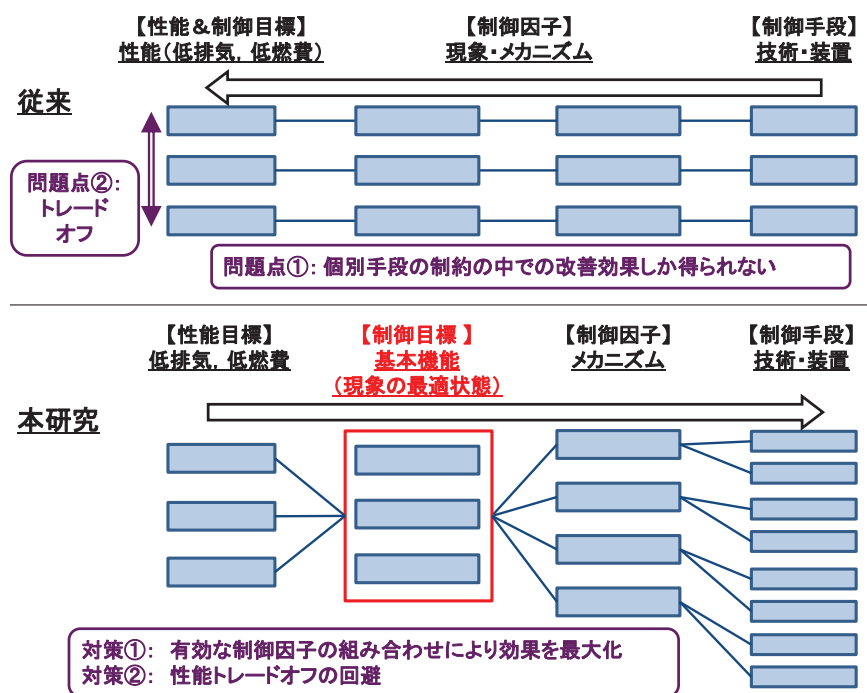 【性能&制御目標】
性能(低排気,低燃費)
【制御因子】
現象・メカニズム
【制御手段】
技術・装置
従来
問題点②:
トレード
オフ
問題点①: 個別手段の制約の中での改善効果しか得られない
【性能目標】
低排気,低燃費
【制御目標 】
基本機能
(現象の最適状態)
【制御因子】
メカニズム
【制御手段】
技術・装置
本研究
対策①: 有効な制御因子の組み合わせにより効果を最大化
対策②: 性能トレードオフの回避